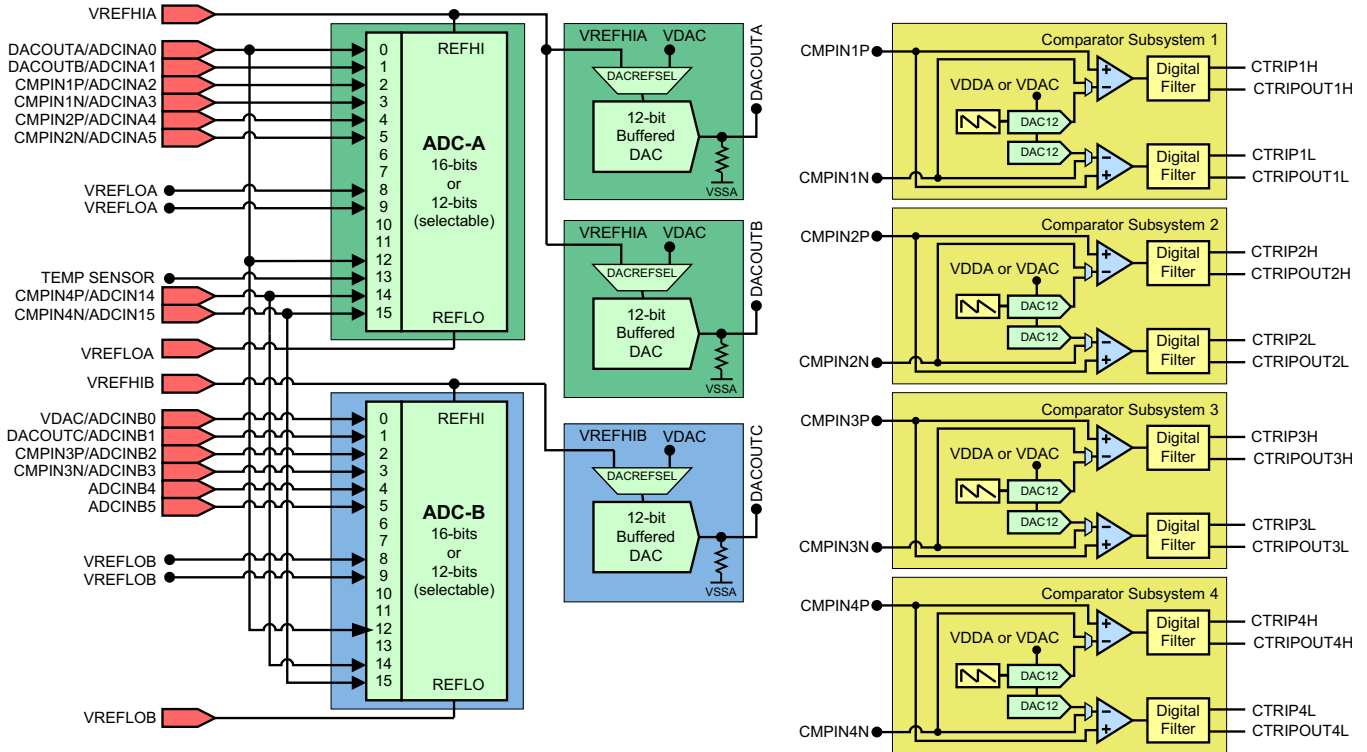 VREFHIA
DACOUTA/ADCINA0
DACOUTB/ADCINA1
CMPIN1P/ADCINA2
CMPIN1N/ADCINA3
CMPIN2P/ADCINA4
CMPIN2N/ADCINA5
VREFLOA
VREFLOA
TEMP SENSOR
CMPIN4P/ADCIN14
CMPIN4N/ADCIN15
VREFLOA
REFHI
0
1
2
3
4
5
6
7
8
9
10
11
12
13
14
15
ADC-A
16-bits
or
12-bits
(selectable)
REFLO
VREFHIB
VDAC/ADCINB0
DACOUTC/ADCINB1
CMPIN3P/ADCINB2
CMPIN3N/ADCINB3
ADCINB4
ADCINB5
VREFLOB
VREFLOB
VREFLOB
REFHI
0
1
2
3
4
5
6
7
8
9
10
11
12
13
14
15
ADC-B
16-bits
or
12-bits
(selectable)
REFLO
VREFHIA VDAC
DACREFSEL
12-bit
Buffered
DAC
VSSA
DACOUTA
VREFHIA VDAC
DACREFSEL
12-bit
Buffered
DAC
VSSA
DACOUTB
VREFHIB VDAC
DACREFSEL
12-bit
Buffered
DAC
VSSA
DACOUTC
Comparator Subsystem 1
CMPIN1P
CMPIN1N
VDDA or VDAC
DAC12
DAC12
Digital
Filter
Digital
Filter
CTRIP1H
CTRIPOUT1H
CTRIP1L
CTRIPOUT1L
Comparator Subsystem 2
CMPIN2P
CMPIN2N
VDDA or VDAC
DAC12
DAC12
Digital
Filter
Digital
Filter
CTRIP2H
CTRIPOUT2H
CTRIP2L
CTRIPOUT2L
Comparator Subsystem 3
CMPIN3P
CMPIN3N
VDDA or VDAC
DAC12
DAC12
Digital
Filter
Digital
Filter
CTRIP3H
CTRIPOUT3H
CTRIP3L
CTRIPOUT3L
Comparator Subsystem 4
CMPIN4P
CMPIN4N
VDDA or VDAC
DAC12
DAC12
Digital
Filter
Digital
Filter
CTRIP4H
CTRIPOUT4H
CTRIP4L
CTRIPOUT4L